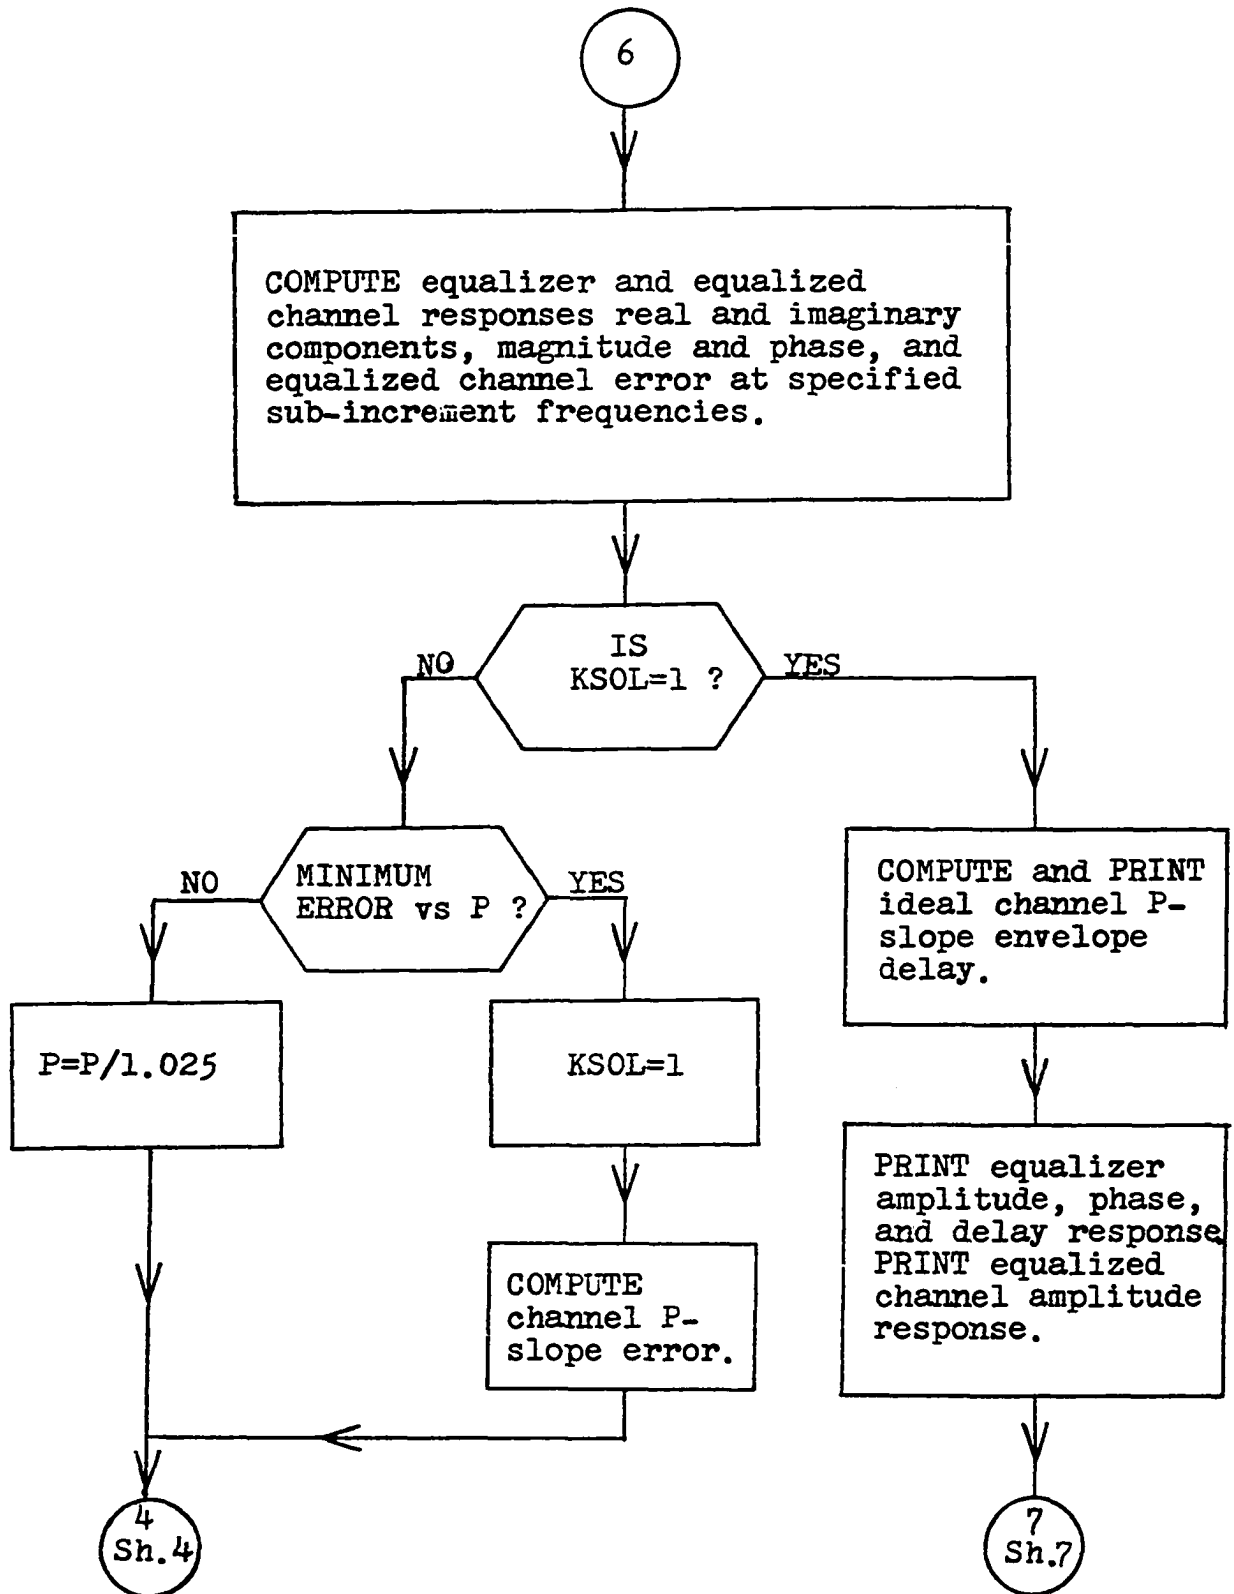 6
COMPUTE equalizer and equalized
channel responses real and imaginary
components, magnitude and phase, and
equalized channel error at specified
sub-increment frequencies.
IS
KSOL=1 ?
NO
YES
MINIMUM
ERROR vs P ?
NO
YES
COMPUTE and PRINT
ideal channel P-
slope envelope
delay.
P=P/1.025
KSOL=1
PRINT equalizer
amplitude, phase,
and delay response.
PRINT equalized
channel amplitude
response.
COMPUTE
channel P-
slope error.
4
Sh.4
7
Sh.7